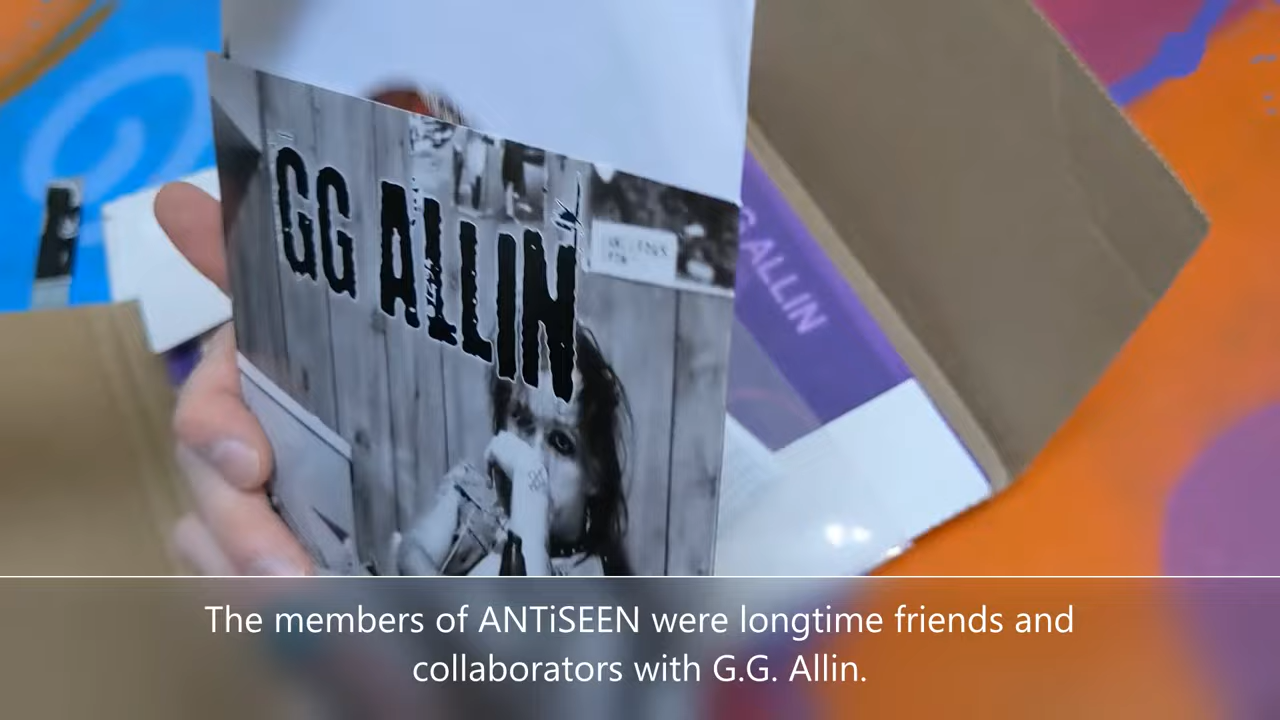 GG ALLIN
G ALLIN
The members of ANTiSEEN were longtime friends and
collaborators with G.G. Allin.